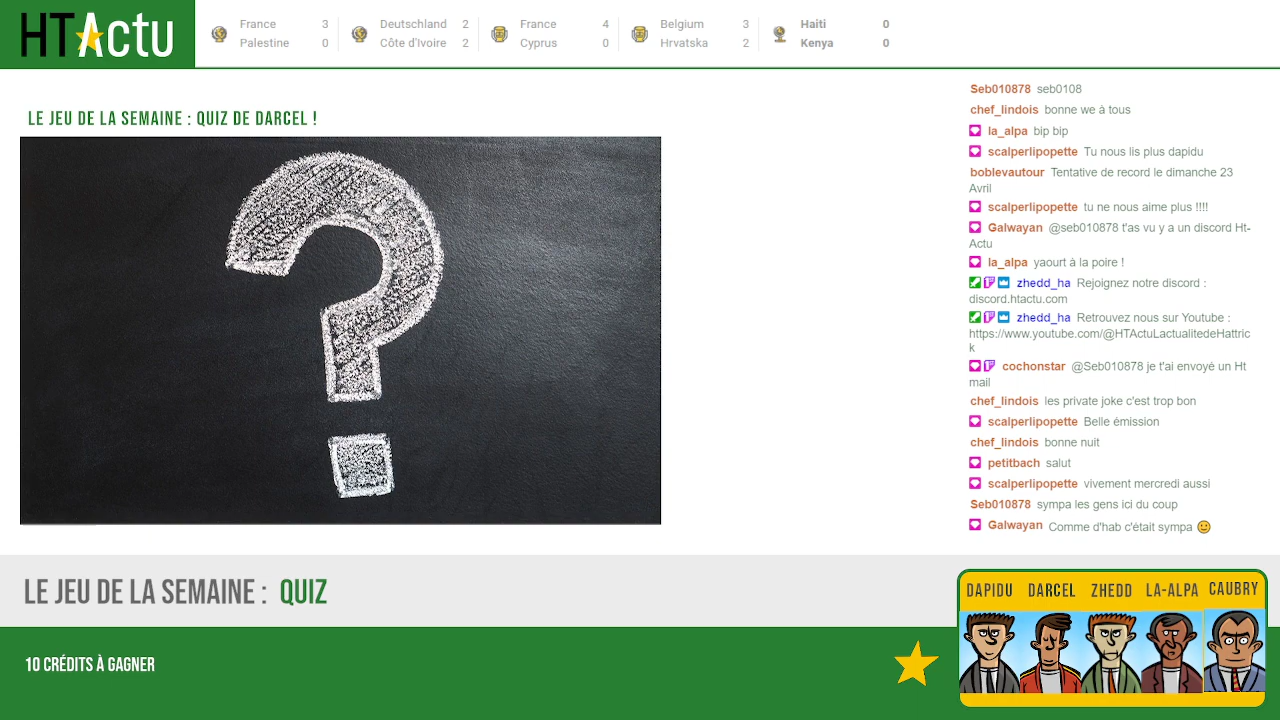 HTActu
France 3
Palestine 0
Deutschland 2
Côte d'Ivoire 2
France 4
Cyprus 0
Belgium 3
Hrvatska 2
Haiti 0
Kenya 0
LE JEU DE LA SEMAINE : QUIZ DE DARCEL !
?
Seb010878 seb0108
chef_lindois bonne we à tous
la_alpa bip bip
scalperlipopette Tu nous lis plus dapidu
boblevautour Tentative de record le dimanche 23
Avril
scalperlipopette tu ne nous aime plus !!!!
Galwayan @seb010878 t'as vu y a un discord Ht-
Actu
la_alpa yaourt à la poire !
zhedd_ha Rejoignez notre discord :
discord.htactu.com
zhedd_ha Retrouvez nous sur Youtube :
https://www.youtube.com/@HTActuLactualitedeHattric
k
cochonstar @Seb010878 je t'ai envoyé un Ht
mail
chef_lindois les private joke c'est trop bon
scalperlipopette Belle émission
chef_lindois bonne nuit
petitbach salut
scalperlipopette vivement mercredi aussi
Seb010878 sympa les gens ici du coup
Galwayan Comme d'hab c'était sympa
LE JEU DE LA SEMAINE : QUIZ
10 CRÉDITS À GAGNER
DAPIDU DARCEL ZHEDD LA-ALPA CAUBRY